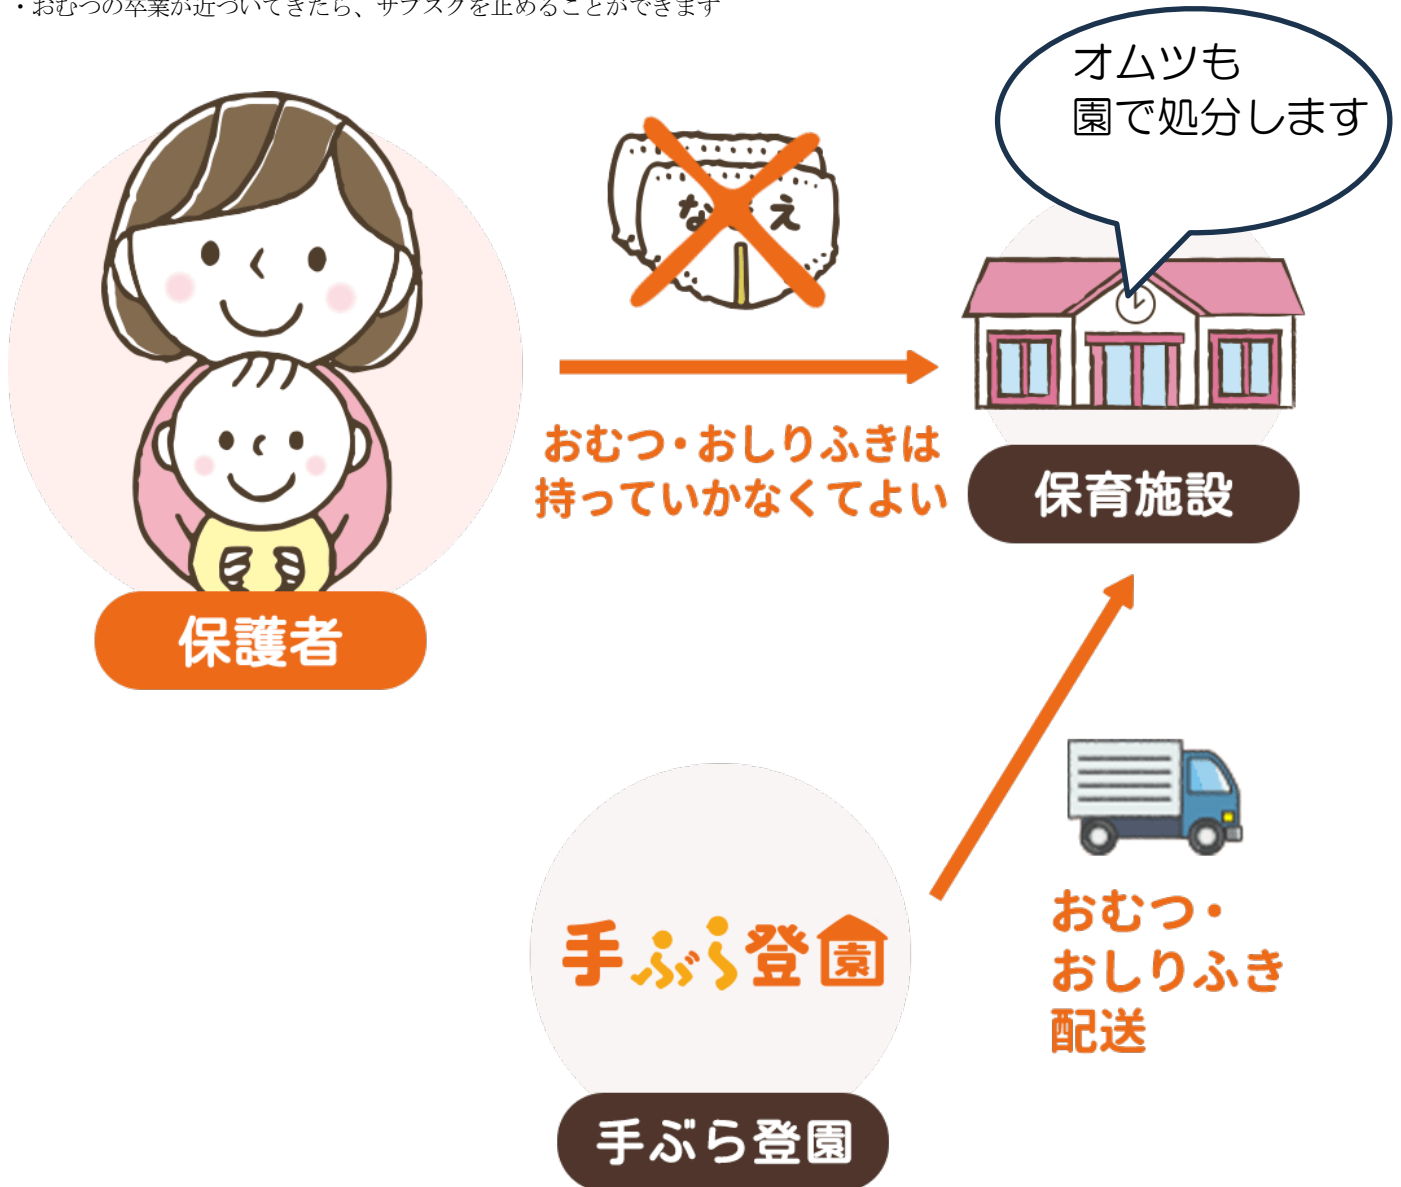 ・おむつの卒業が近づいてきたら、サブスクを止めることができます
オムツも
園で処分します
おむつ・おしりふきは
持っていかなくてよい
保育施設
保護者
手ぶら登園
おむつ・
おしりふき
配送
手ぶら登園